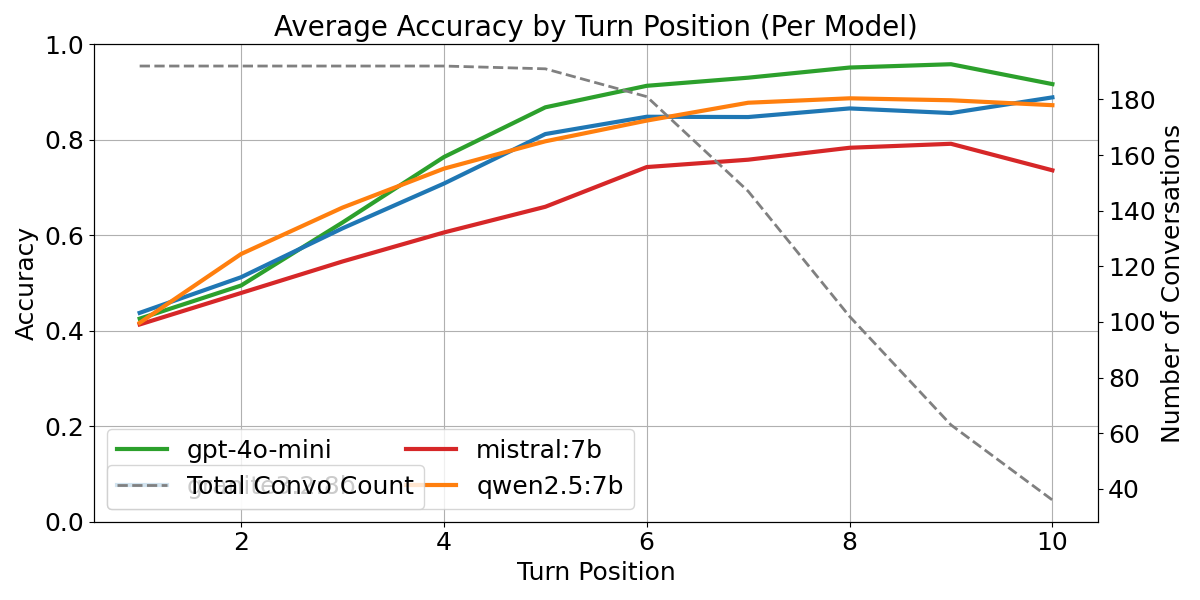 Average Accuracy by Turn Position (Per Model)
1.0
0.8
0.6
0.4
0.2
0.0
Accuracy
180
160
140
120
100
80
60
40
Number of Conversations
gpt-4o-mini
mistral:7b
Total Convo Count
qwen2.5:7b
2
4
6
8
10
Turn Position